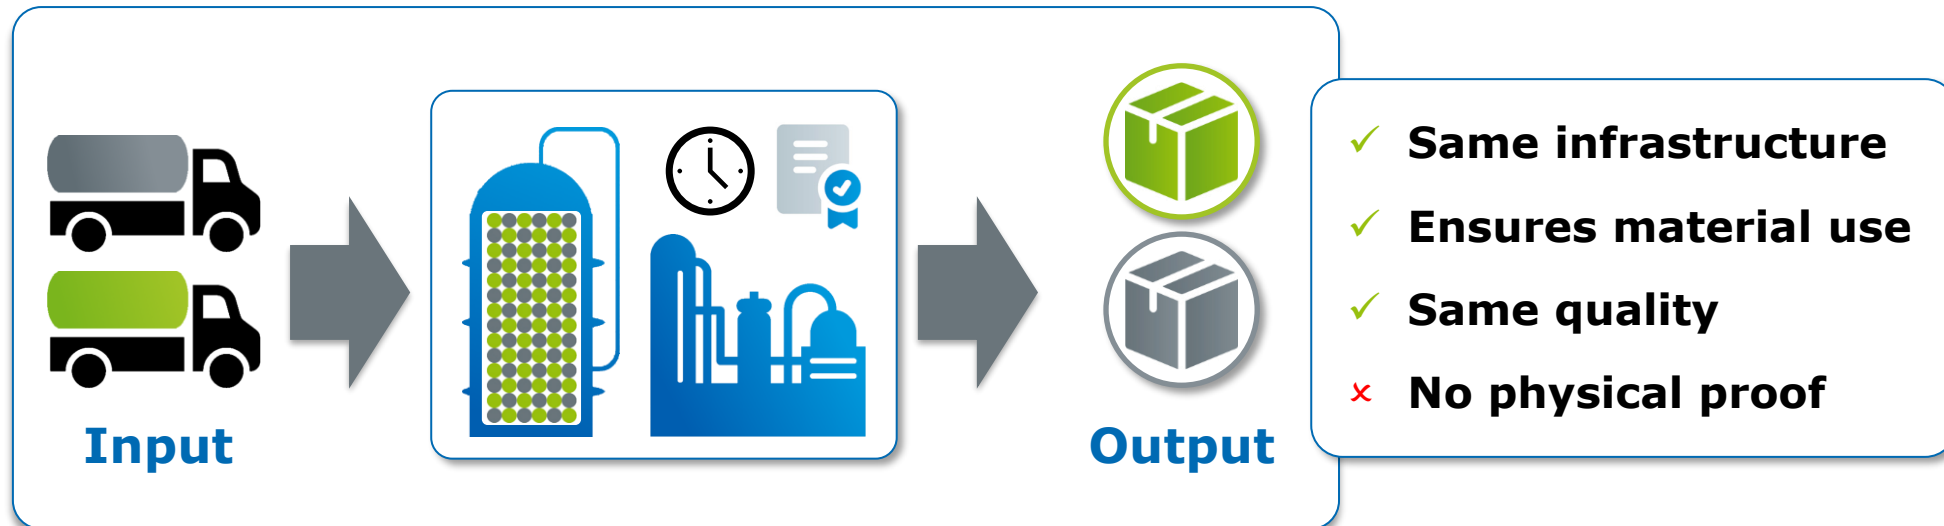 Input
Output
Same infrastructure
Ensures material use
Same quality
No physical proof